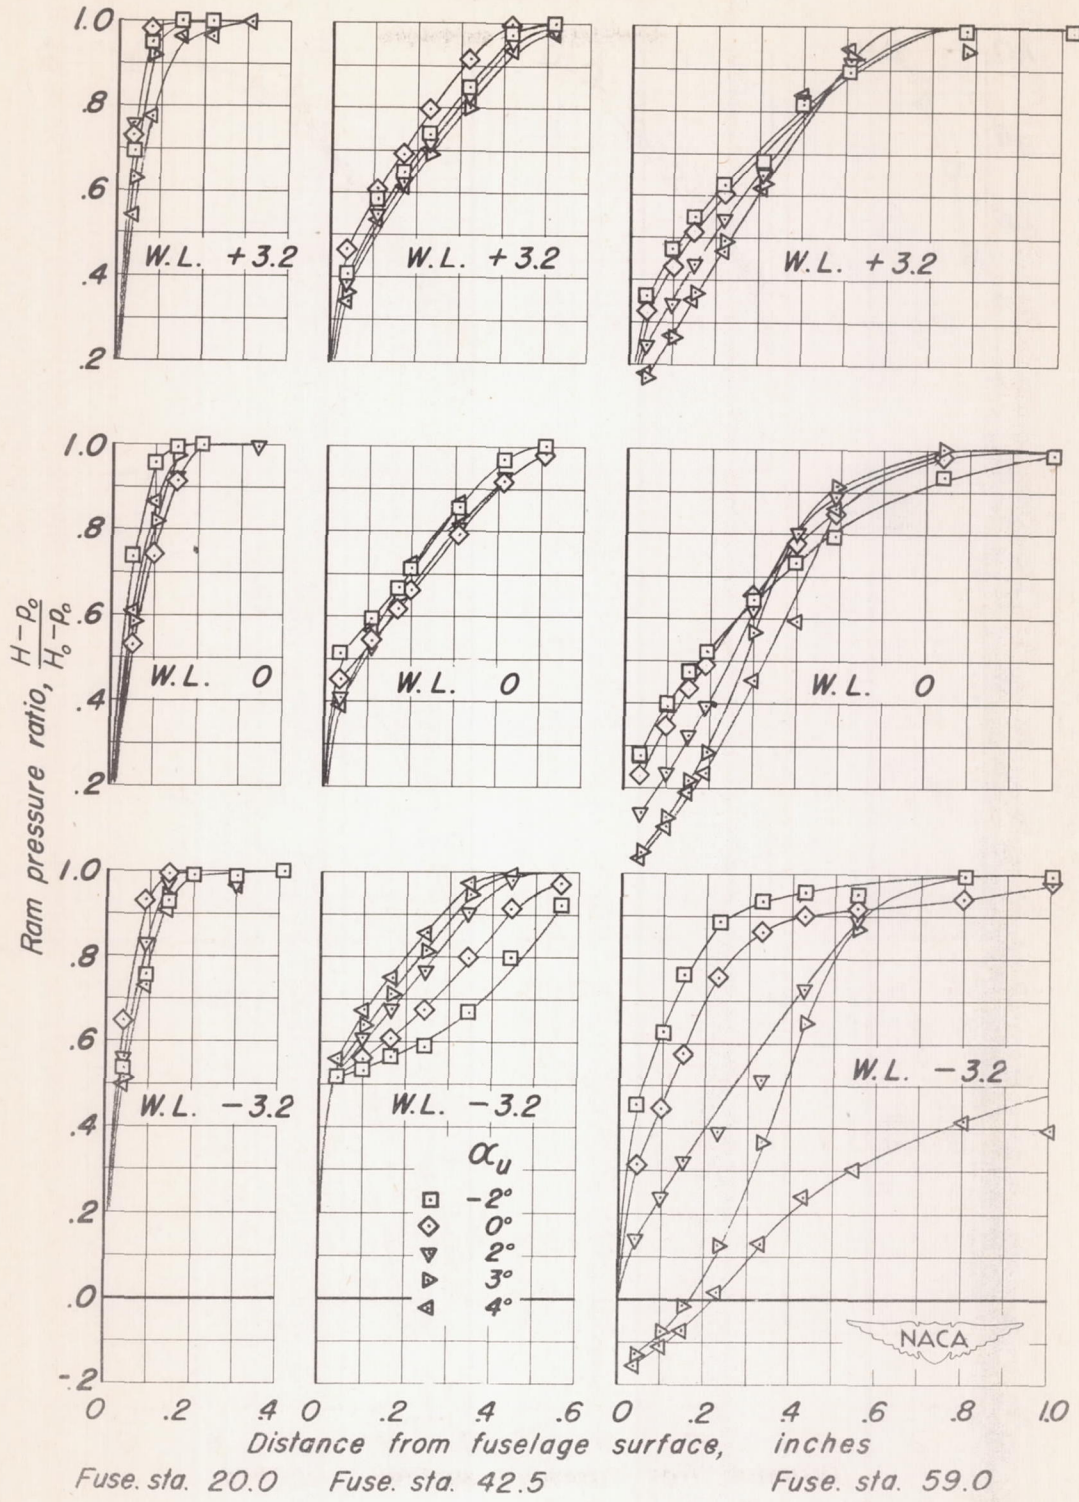 1.0
.8
.6
.4
.2
W.L. +3.2
W.L. +3.2
W.L. +3.2
1.0
.8
.6
.4
.2
W.L. 0
W.L. 0
W.L. 0
Ram pressure ratio, H-p₀ / H₀-p₀
1.0
.8
.6
.4
.2
.0
-.2
W.L. -3.2
W.L. -3.2
W.L. -3.2
αu
-2°
0°
2°
3°
4°
NACA
0 .2 .4 0 .2 .4 .6 0 .2 .4 .6 .8 1.0
Distance from fuselage surface, inches
Fuse. sta. 20.0 Fuse. sta. 42.5 Fuse. sta. 59.0